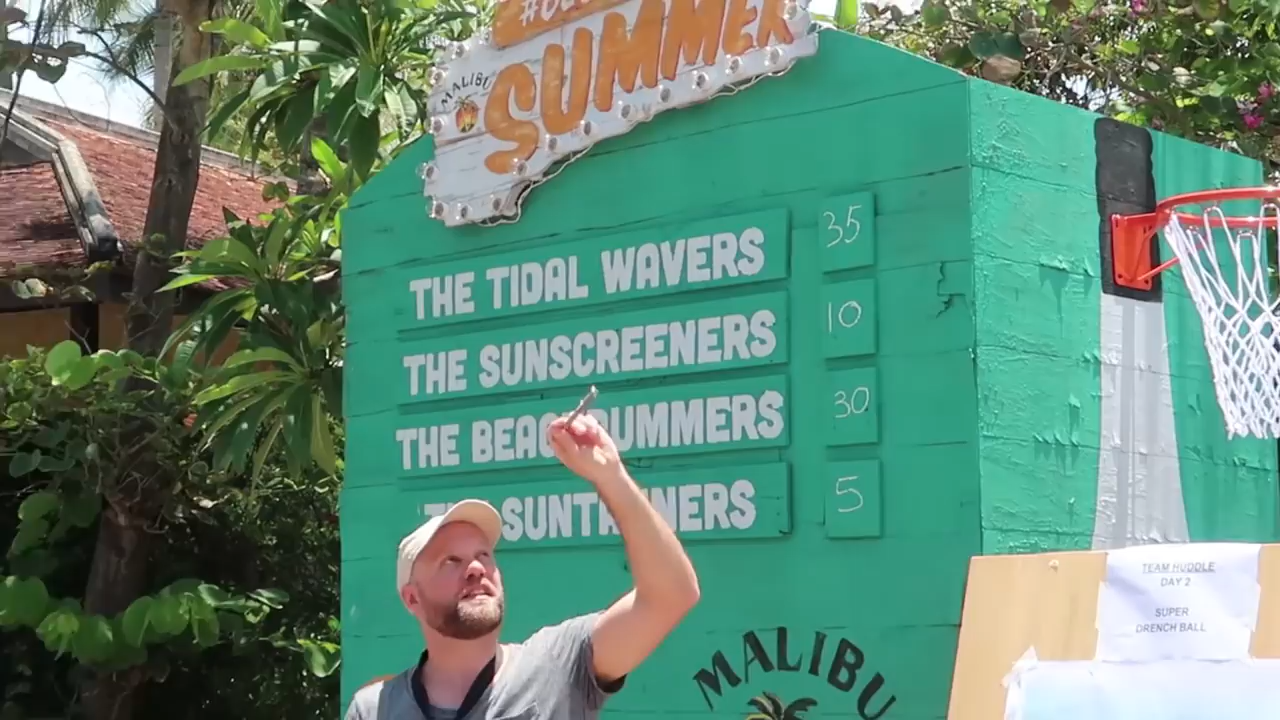 SUMMER
MALIBU
THE TIDAL WAVERS 35
THE SUNSCREENERS 10
THE 30
5
MALIBU
TEAM HUDDLE
DAY 2
SUPER
DRENCH BALL